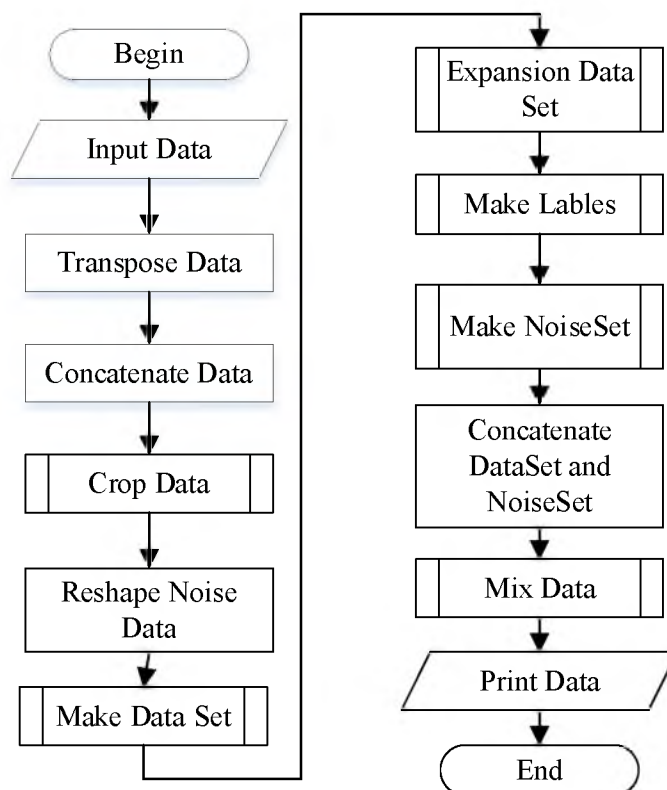 Begin
Input Data
Transpose Data
Concatenate Data
Crop Data
Reshape Noise
Data
Make Data Set
Expansion Data
Set
Make Lables
Make NoiseSet
Concatenate
DataSet and
NoiseSet
Mix Data
Print Data
End